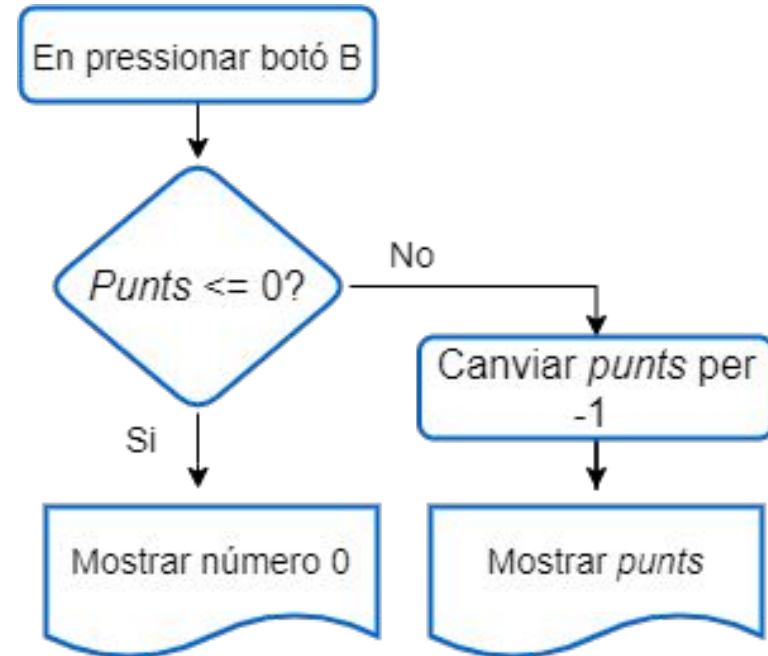 En pressionar botó B
Punts <= 0?
No
Canviar punts per
-1
Si
Mostrar número 0
Mostrar punts